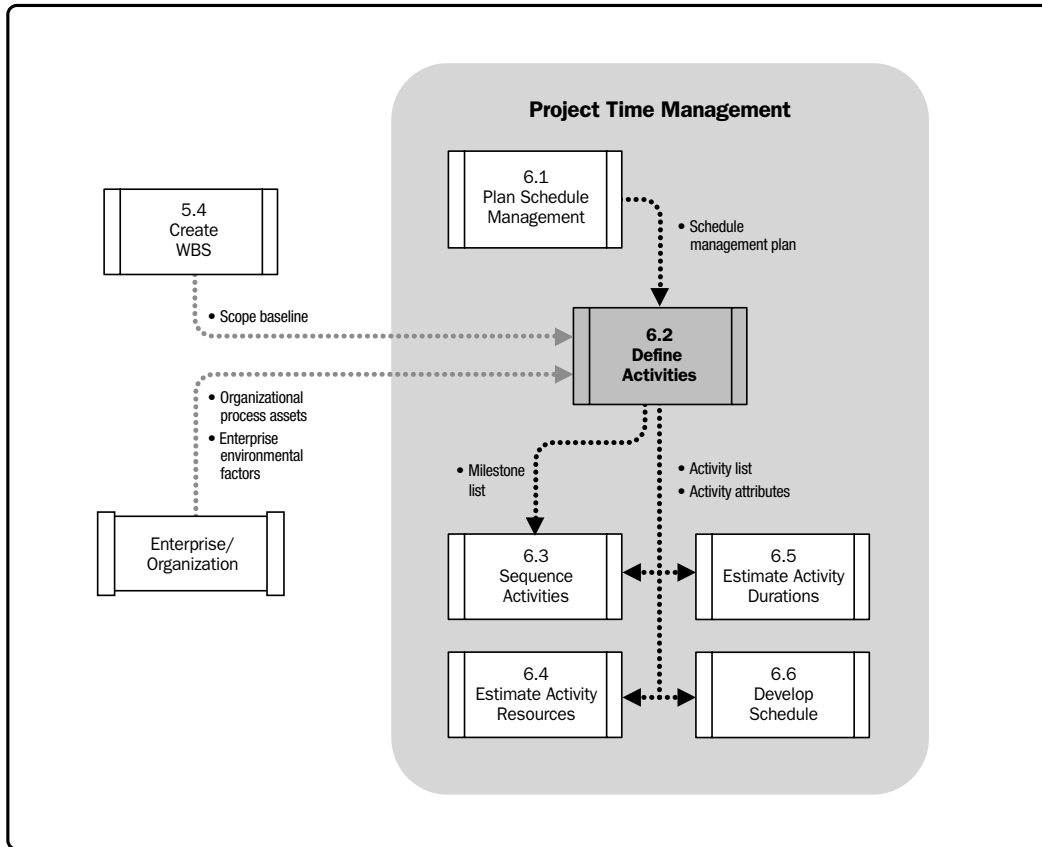 Project Time Management
6.1
Plan Schedule
Management
5.4
Create
WBS
• Schedule
management plan
• Scope baseline
6.2
Define
Activities
• Organizational
process assets
• Enterprise
environmental
factors
• Milestone
list
• Activity list
• Activity attributes
Enterprise/
Organization
6.3
Sequence
Activities
6.5
Estimate Activity
Durations
6.4
Estimate Activity
Resources
6.6
Develop
Schedule